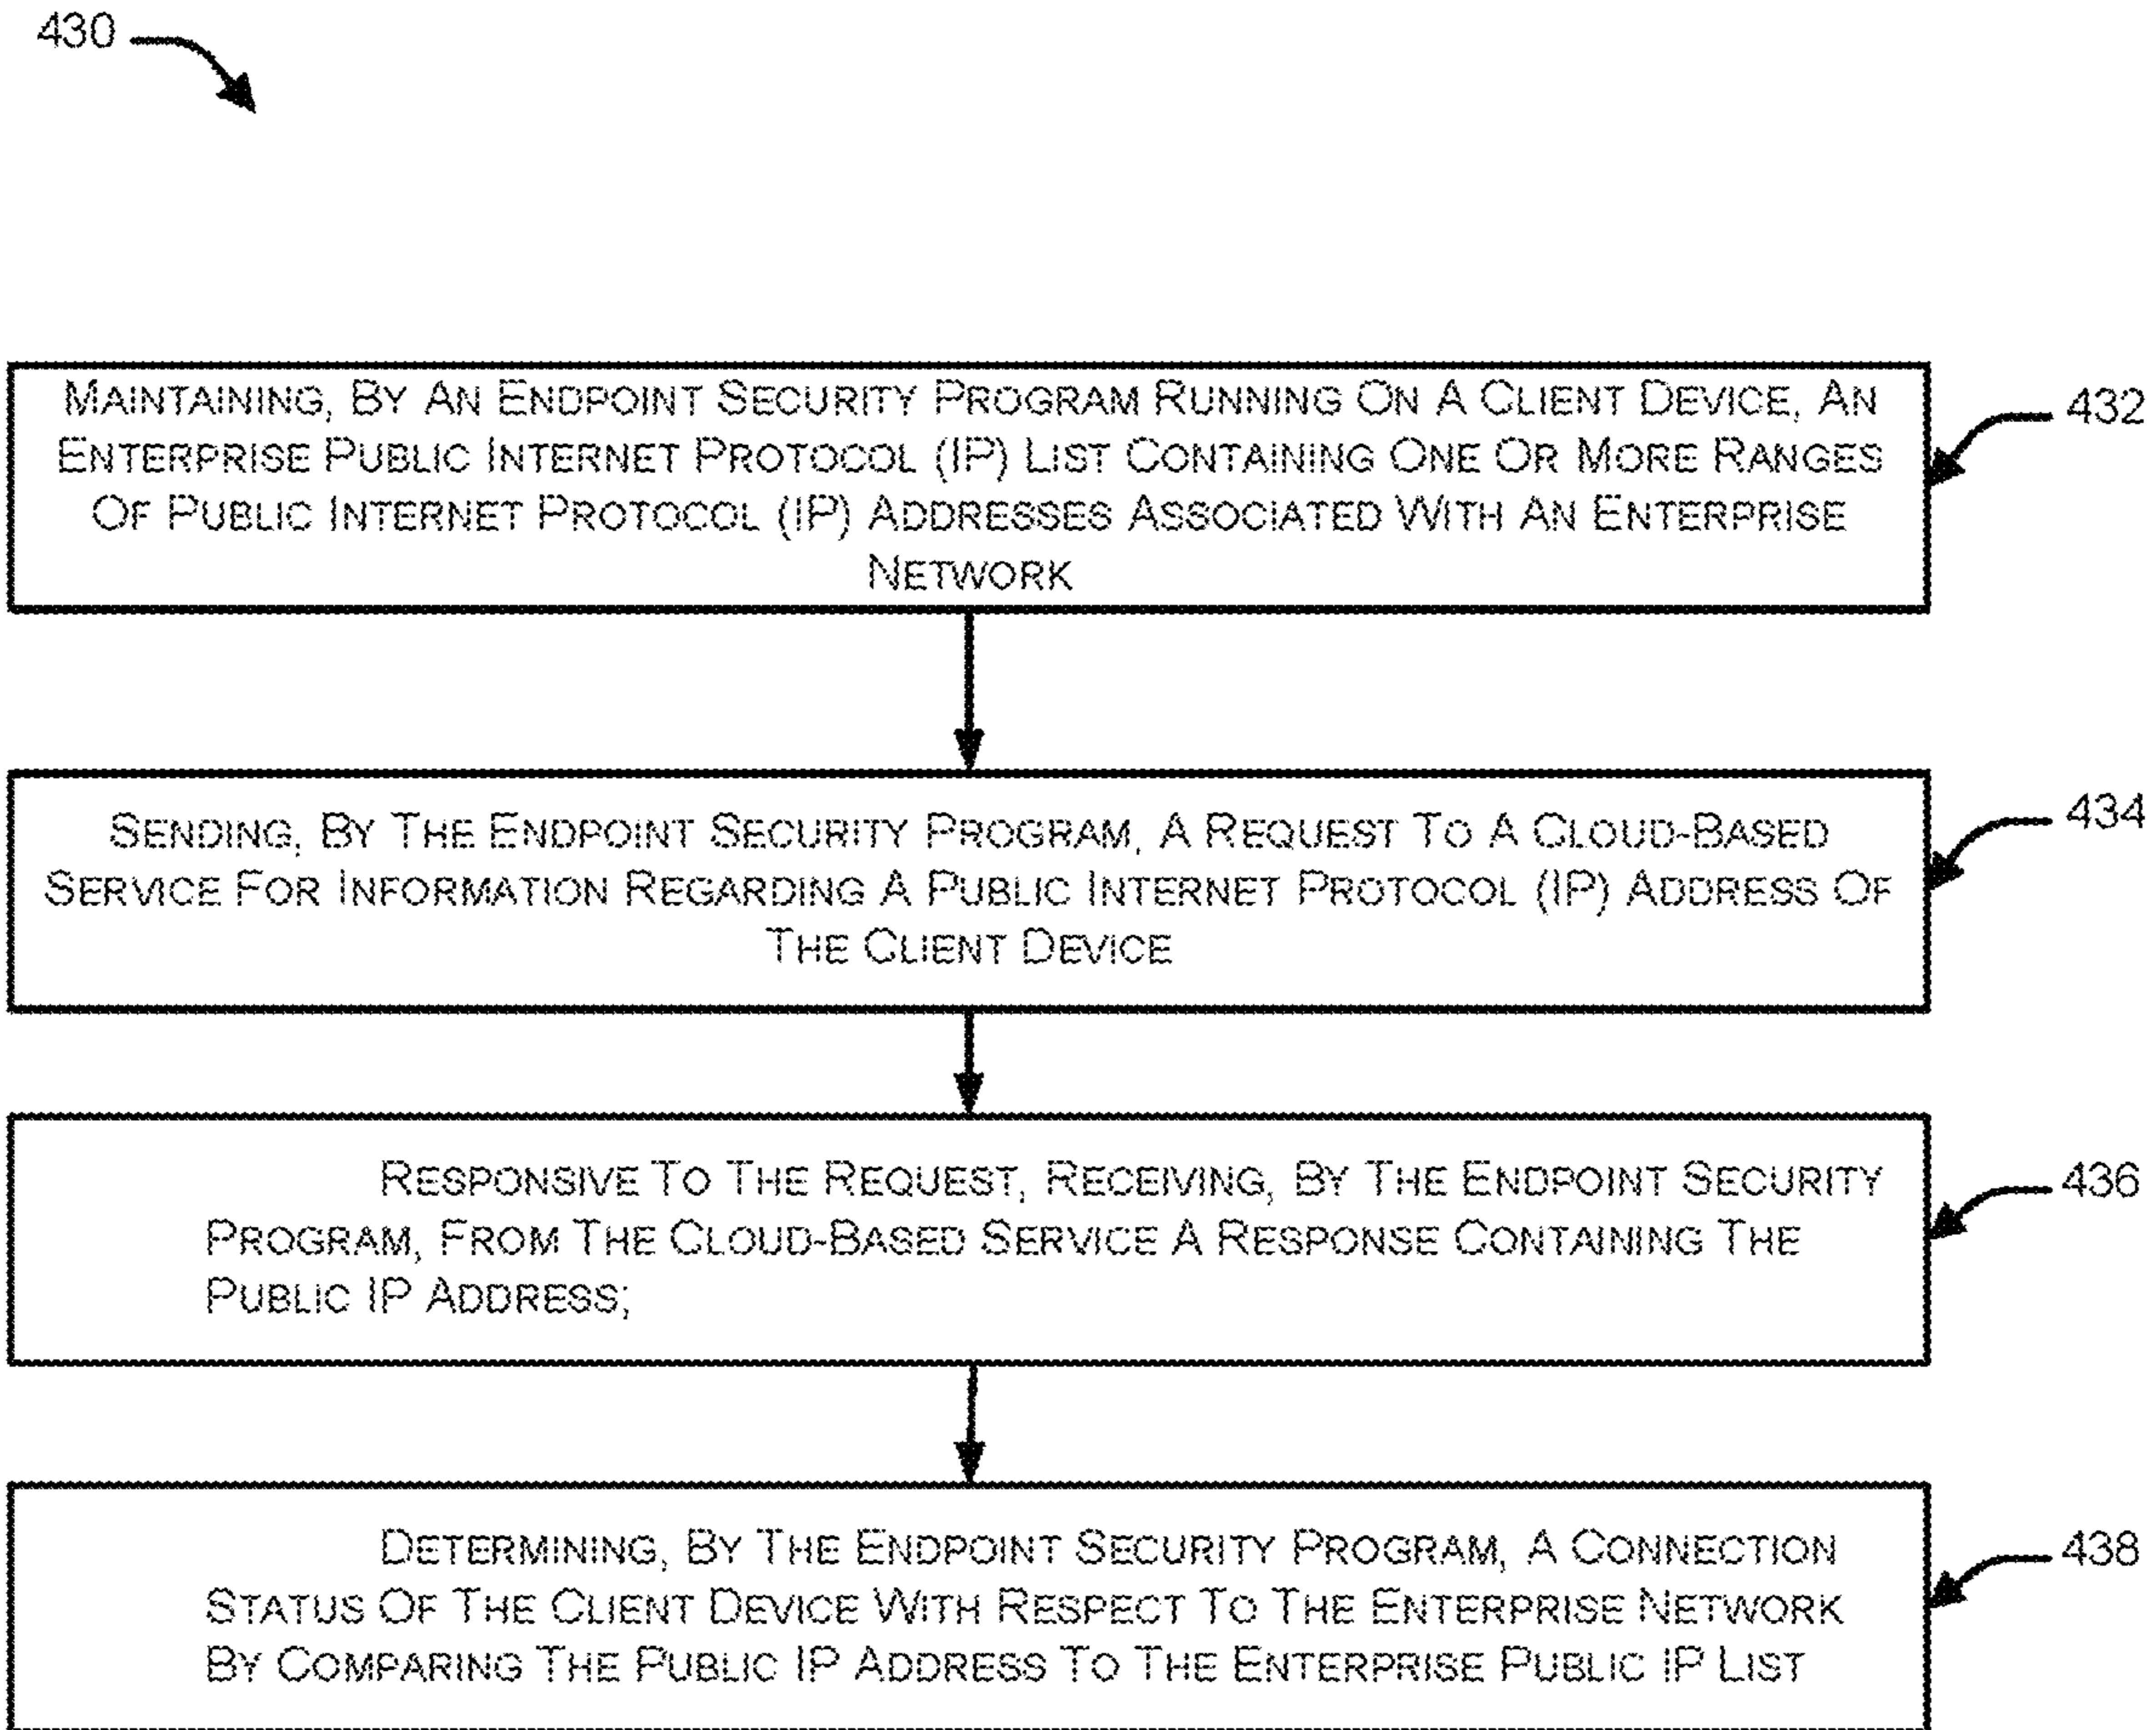 430
MAINTAINING, BY AN ENDPOINT SECURITY PROGRAM RUNNING ON A CLIENT DEVICE, AN
ENTERPRISE PUBLIC INTERNET PROTOCOL (IP) LIST CONTAINING ONE OR MORE RANGES
OF PUBLIC INTERNET PROTOCOL (IP) ADDRESSES ASSOCIATED WITH AN ENTERPRISE
NETWORK
432
SENDING, BY THE ENDPOINT SECURITY PROGRAM, A REQUEST TO A CLOUD-BASED
SERVICE FOR INFORMATION REGARDING A PUBLIC INTERNET PROTOCOL (IP) ADDRESS OF
THE CLIENT DEVICE
434
RESPONSIVE TO THE REQUEST, RECEIVING, BY THE ENDPOINT SECURITY
PROGRAM, FROM THE CLOUD-BASED SERVICE A RESPONSE CONTAINING THE
PUBLIC IP ADDRESS;
436
DETERMINING, BY THE ENDPOINT SECURITY PROGRAM, A CONNECTION
STATUS OF THE CLIENT DEVICE WITH RESPECT TO THE ENTERPRISE NETWORK
BY COMPARING THE PUBLIC IP ADDRESS TO THE ENTERPRISE PUBLIC IP LIST
438